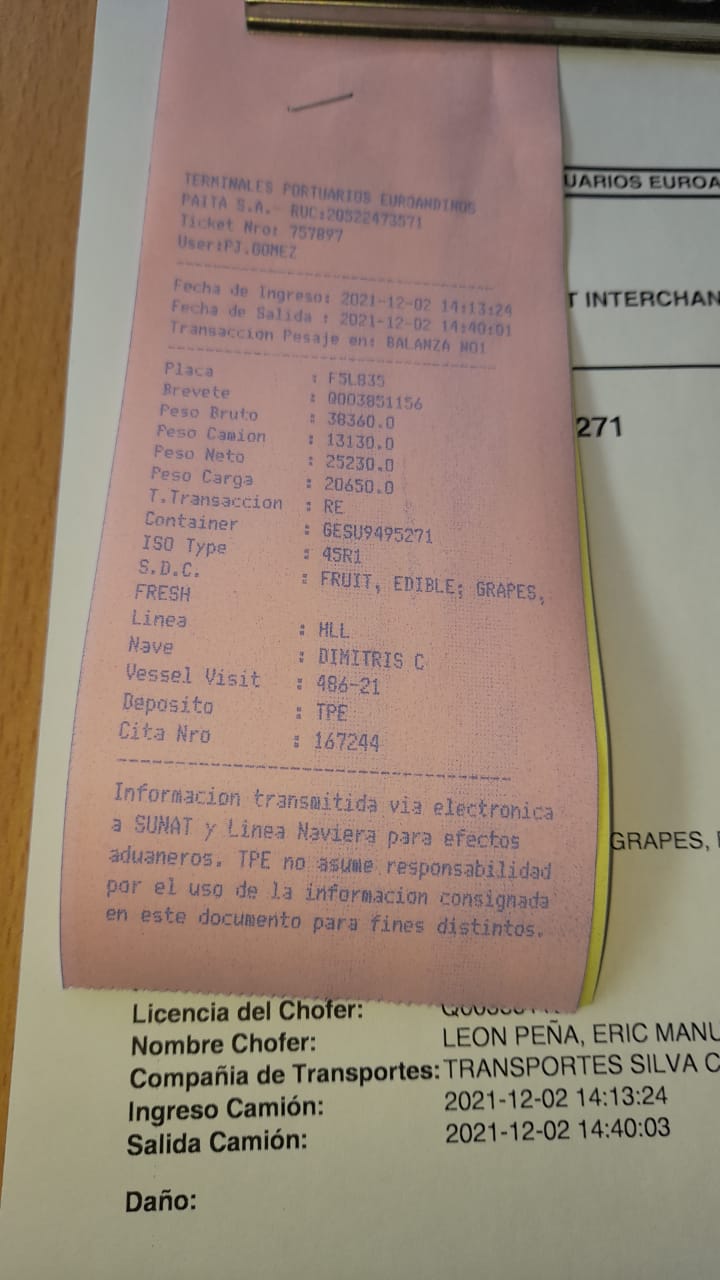 TERMINALES PORTUARIOS EUROANDINOS
PAITA S.A.- RUC:20522473571
Ticket Nro: 757897
User:PJ.GOMEZ
Fecha de Ingreso: 2021-12-02 14:13:24
Fecha de Salida : 2021-12-02 14:40:01
Transaccion Pesaje en: BALANZA NO1
Placa : F5L835
Brevete : Q003851156
Peso Bruto : 38360.0
Peso Camion : 13130.0
Peso Neto : 25230.0
Peso Carga : 20650.0
T.Transaccion : RE
Container : GESU9495271
ISO Type : 45R1
S.D.C. : FRUIT, EDIBLE; GRAPES,
FRESH
Linea : HLL
Nave : DIMITRIS C
Vessel Visit : 486-21
Deposito : TPE
Cita Nro : 167244
Informacion transmitida via electronica
a SUNAT y Linea Naviera para efectos
aduaneros. TPE no asume responsabilidad
por el uso de la informacion consignada
en este documento para fines distintos.
UARIOS EUROA
T INTERCHAN
271
GRAPES,
Licencia del Chofer:
Nombre Chofer: LEON PEÑA, ERIC MANU
Compañia de Transportes: TRANSPORTES SILVA C
Ingreso Camión: 2021-12-02 14:13:24
Salida Camión: 2021-12-02 14:40:03
Daño: